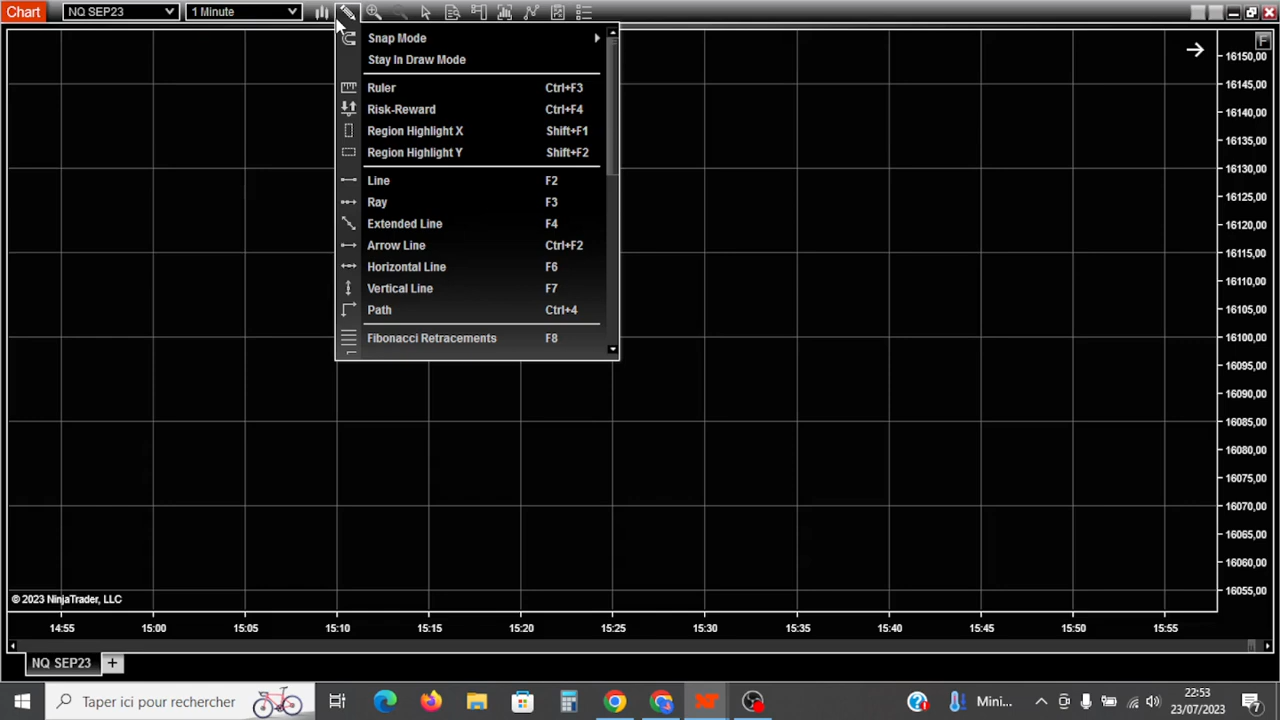 Chart NQ SEP23 1 Minute
Snap Mode
Stay In Draw Mode
Ruler Ctrl+F3
Risk-Reward Ctrl+F4
Region Highlight X Shift+F1
Region Highlight Y Shift+F2
Line F2
Ray F3
Extended Line F4
Arrow Line Ctrl+F2
Horizontal Line F6
Vertical Line F7
Path Ctrl+4
Fibonacci Retracements F8
F
16150,00
16145,00
16140,00
16135,00
16130,00
16125,00
16120,00
16115,00
16110,00
16105,00
16100,00
16095,00
16090,00
16085,00
16080,00
16075,00
16070,00
16065,00
16060,00
16055,00
© 2023 NinjaTrader, LLC
14:55 15:00 15:05 15:10 15:15 15:20 15:25 15:30 15:35 15:40 15:45 15:50 15:55
NQ SEP23 +
Taper ici pour rechercher
Mini...
22:53
23/07/2023
7